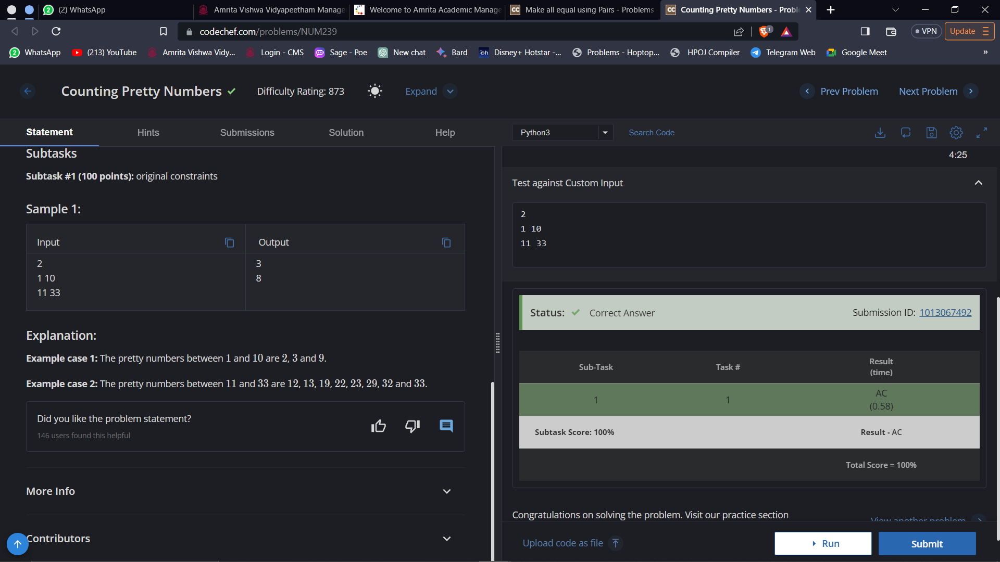 (2) WhatsApp
Amrita Vishwa Vidyapeetham Manage
Welcome to Amrita Academic Manage
CC Make all equal using Pairs - Problems
CC Counting Pretty Numbers - Probl
codechef.com/problems/NUM239
1
VPN
Update
2 WhatsApp
(213) YouTube
Amrita Vishwa Vidy...
Login - CMS
Sage - Poe
New chat
Bard
Disney+ Hotstar -...
Problems - Hoptop...
HPOJ Compiler
Telegram Web
Google Meet
»
Counting Pretty Numbers
Difficulty Rating: 873
Expand
Prev Problem
Next Problem
Statement
Hints
Submissions
Solution
Help
Subtasks
Subtask #1 (100 points): original constraints
Sample 1:
Input
Output
2
1 10
11 33
3
8
Explanation:
Example case 1: The pretty numbers between 1 and 10 are 2, 3 and 9.
Example case 2: The pretty numbers between 11 and 33 are 12, 13, 19, 22, 23, 29, 32 and 33.
Did you like the problem statement?
146 users found this helpful
More Info
Contributors
Python3
Search Code
4:25
Test against Custom Input
2
1 10
11 33
Status: Correct Answer
Submission ID: 1013067492
Sub-Task
Task #
Result
(time)
1
1
AC
(0.58)
Subtask Score: 100%
Result - AC
Total Score = 100%
Congratulations on solving the problem. Visit our practice section
View another problem
Upload code as file
Run
Submit